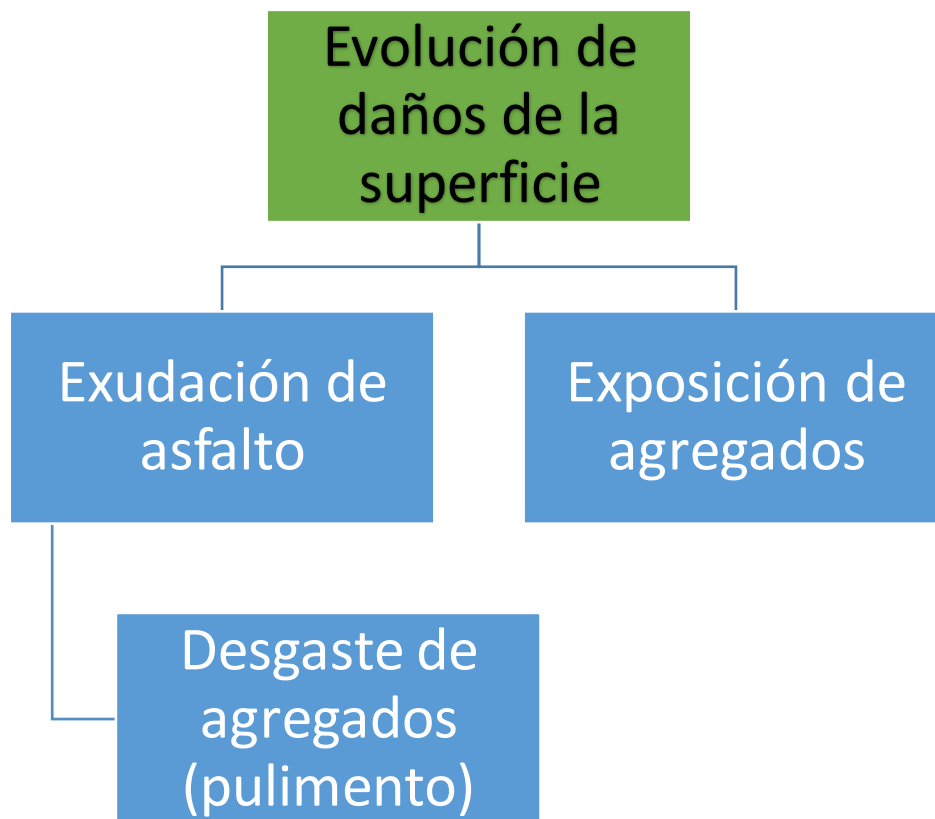 Evolución de
daños de la
superficie
Exudación de
asfalto
Exposición de
agregados
Desgaste de
agregados
(pulimento)